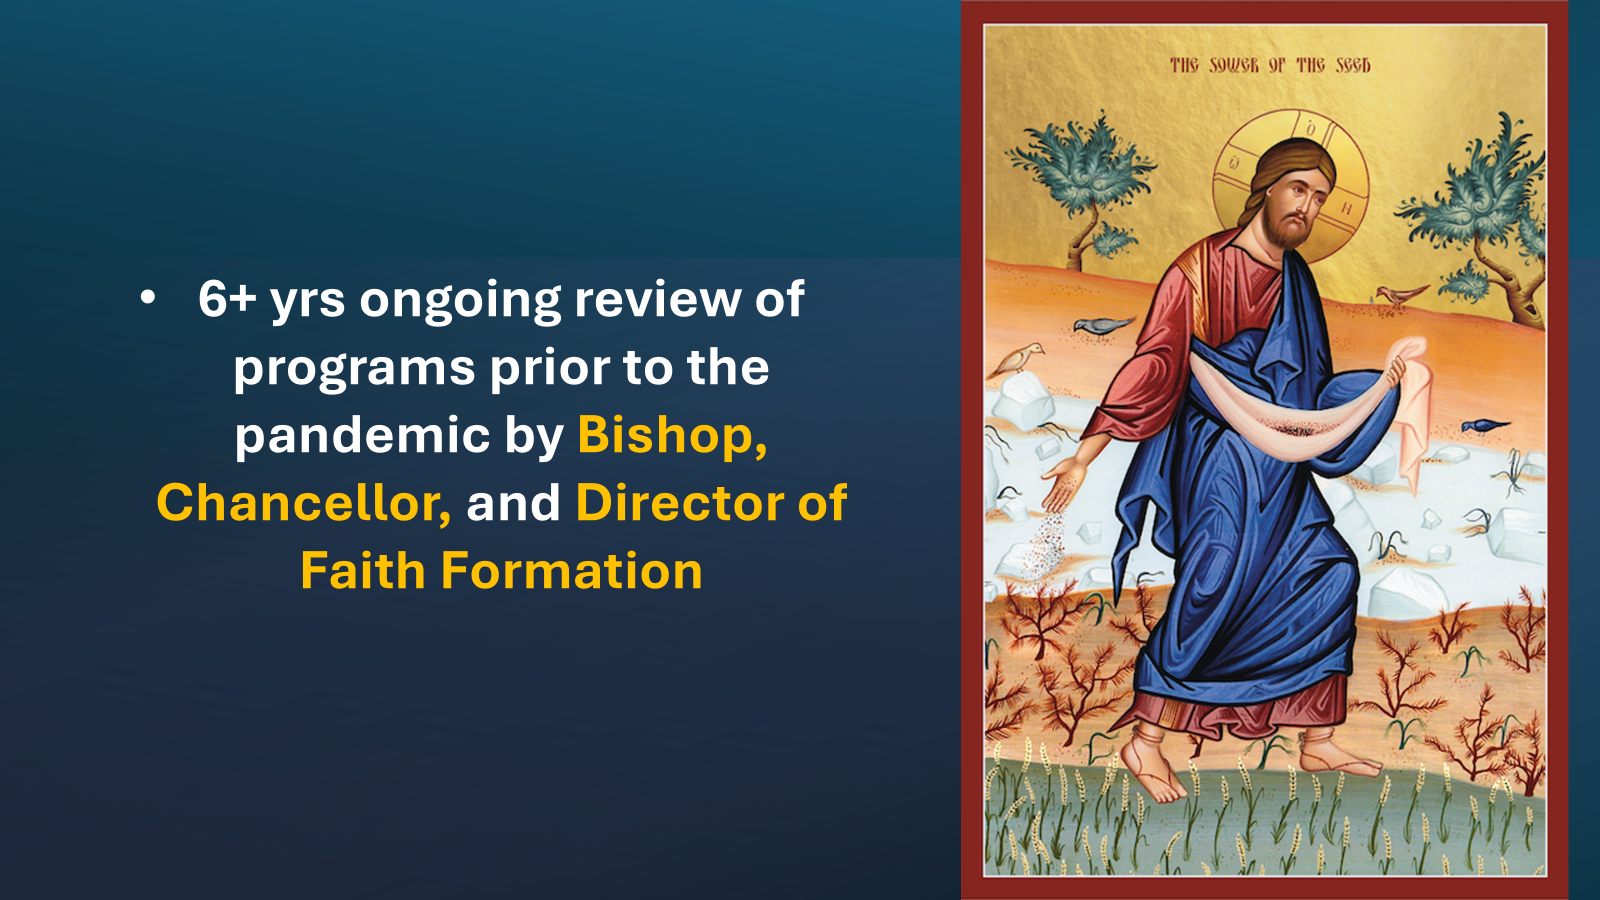 • 6+ yrs ongoing review of
programs prior to the
pandemic by Bishop,
Chancellor, and Director of
Faith Formation
THE SOWER OF THE SEED
ὁ
ὢ
Η